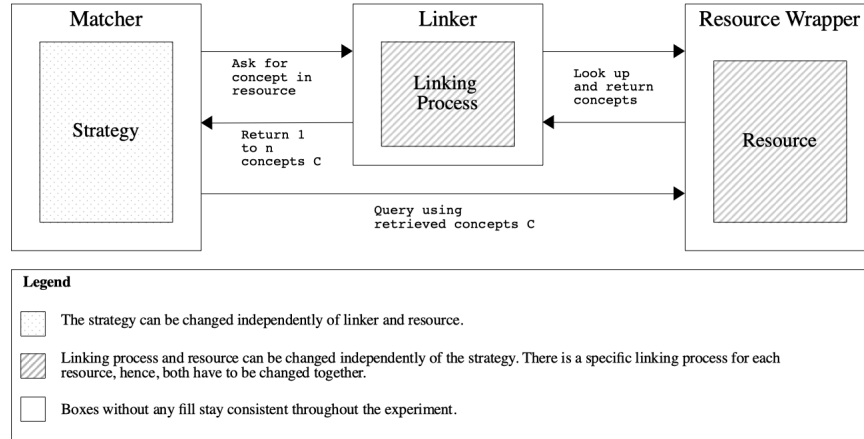 Matcher
Linker
Resource Wrapper
Ask for
concept in
resource
Linking
Process
Look up
and return
concepts
Strategy
Return 1
to n
concepts C
Resource
Query using
retrieved concepts C
Legend
The strategy can be changed independently of linker and resource.
Linking process and resource can be changed independently of the strategy. There is a specific linking process for each
resource, hence, both have to be changed together.
Boxes without any fill stay consistent throughout the experiment.